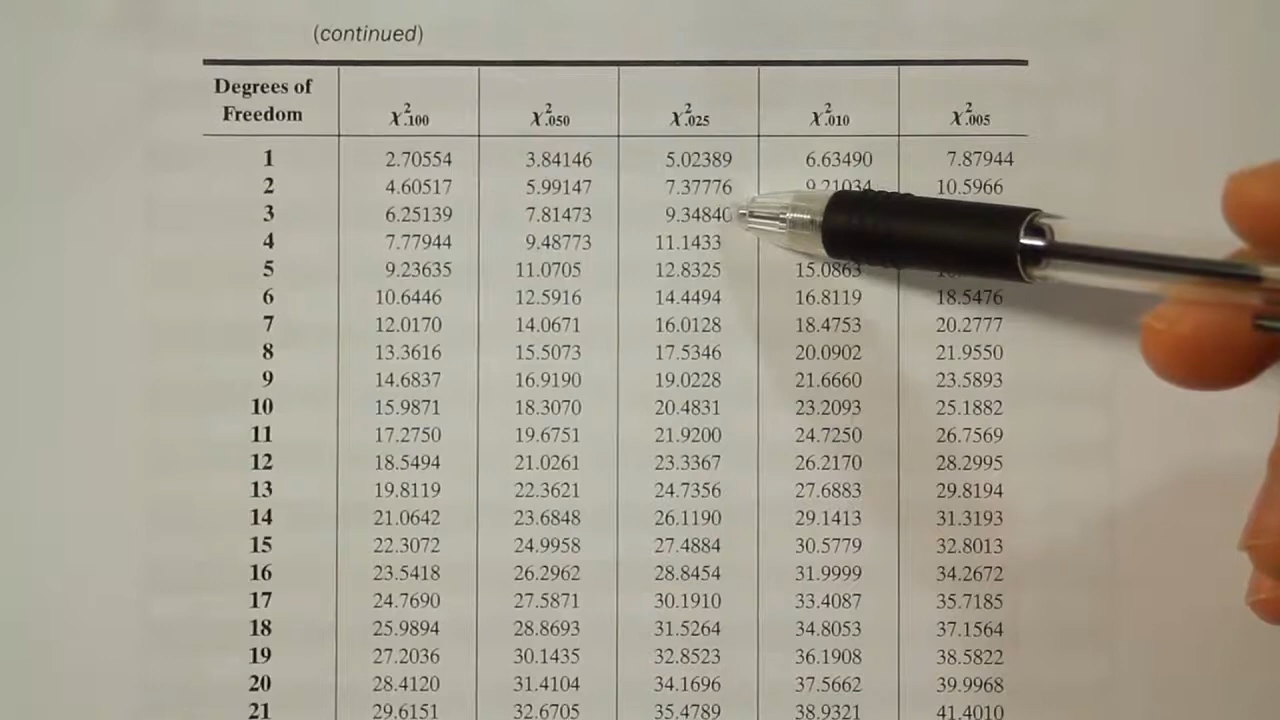 (continued)
Degrees of
Freedom χ².100 χ².050 χ².025 χ².010 χ².005
1 2.70554 3.84146 5.02389 6.63490 7.87944
2 4.60517 5.99147 7.37776 9.21034 10.5966
3 6.25139 7.81473 9.34840
4 7.77944 9.48773 11.1433
5 9.23635 11.0705 12.8325 15.0863
6 10.6446 12.5916 14.4494 16.8119 18.5476
7 12.0170 14.0671 16.0128 18.4753 20.2777
8 13.3616 15.5073 17.5346 20.0902 21.9550
9 14.6837 16.9190 19.0228 21.6660 23.5893
10 15.9871 18.3070 20.4831 23.2093 25.1882
11 17.2750 19.6751 21.9200 24.7250 26.7569
12 18.5494 21.0261 23.3367 26.2170 28.2995
13 19.8119 22.3621 24.7356 27.6883 29.8194
14 21.0642 23.6848 26.1190 29.1413 31.3193
15 22.3072 24.9958 27.4884 30.5779 32.8013
16 23.5418 26.2962 28.8454 31.9999 34.2672
17 24.7690 27.5871 30.1910 33.4087 35.7185
18 25.9894 28.8693 31.5264 34.8053 37.1564
19 27.2036 30.1435 32.8523 36.1908 38.5822
20 28.4120 31.4104 34.1696 37.5662 39.9968
21 29.6151 32.6705 35.4789 38.9321 41.4010